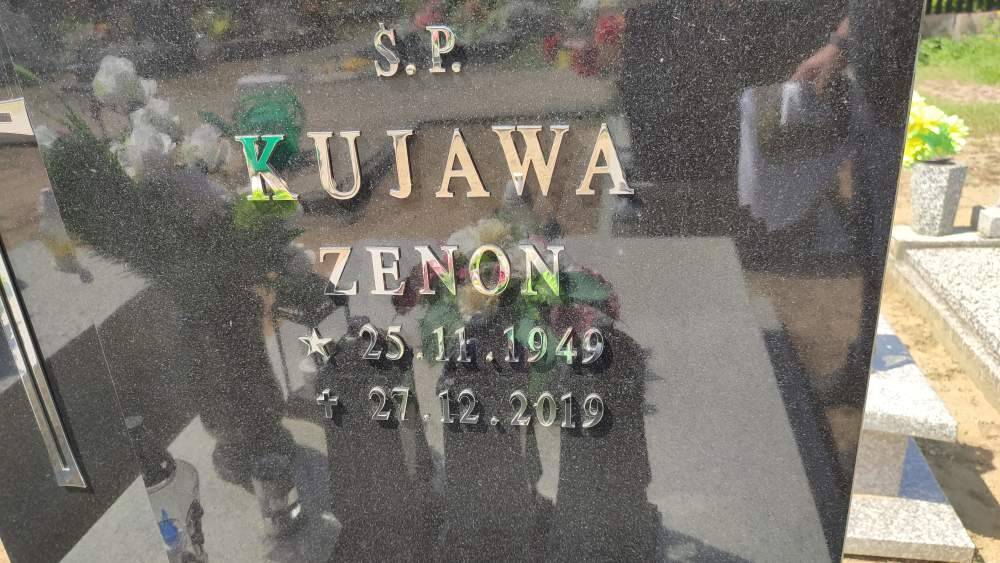 Ś.P.
KUJAWA
ZENON
★ 25.11.1949
✝ 27.12.2019